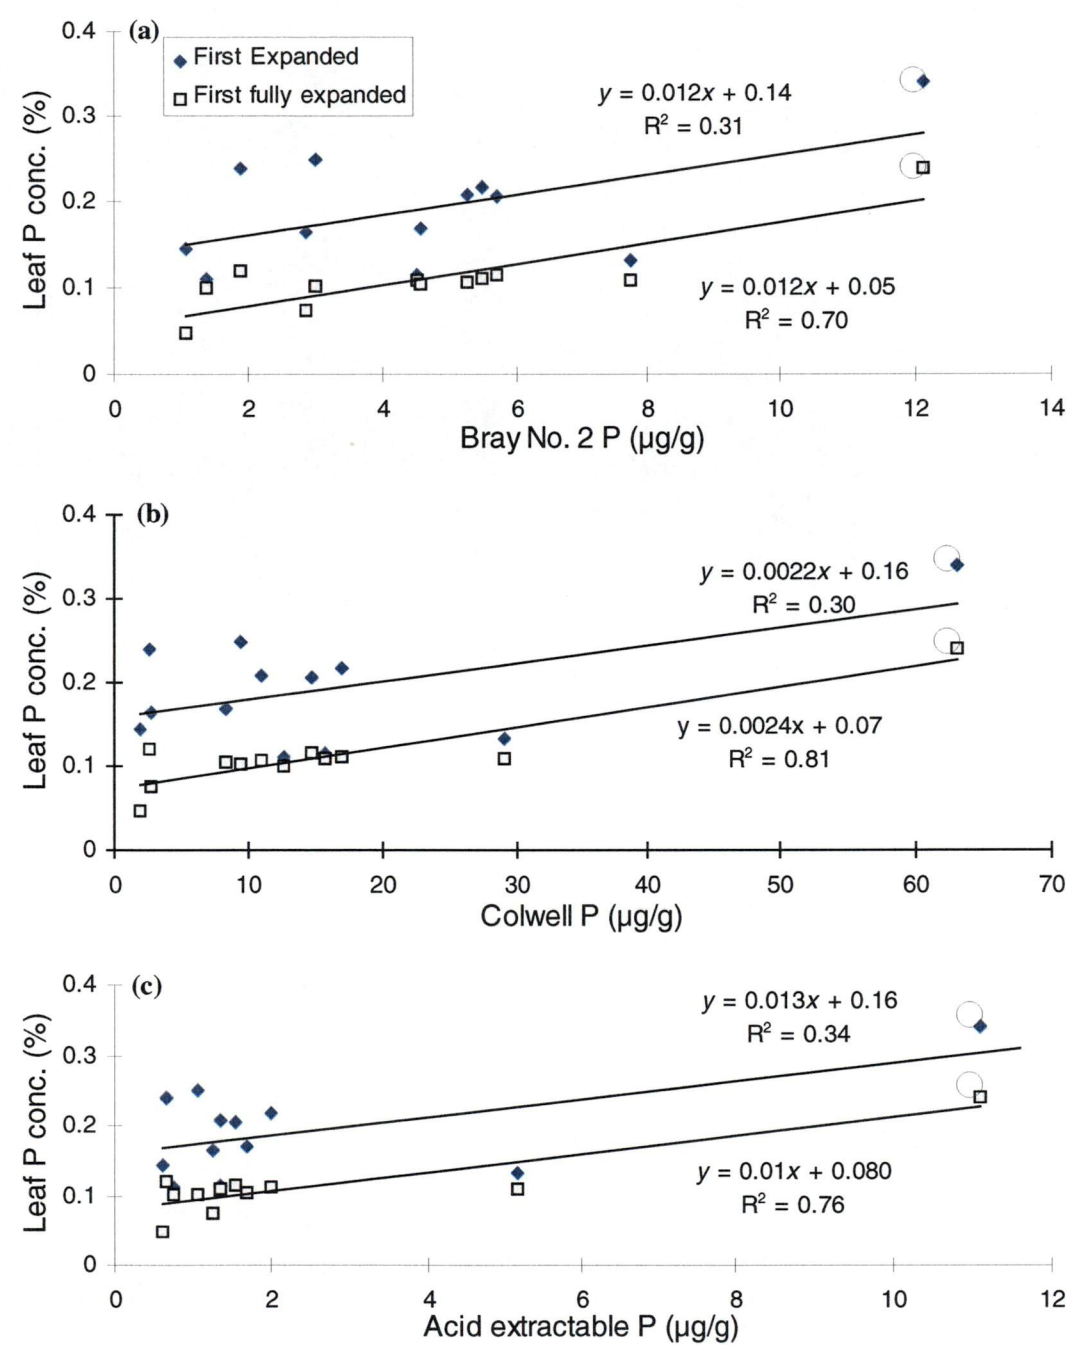 (a)
First Expanded
First fully expanded
y = 0.012x + 0.14
R² = 0.31
y = 0.012x + 0.05
R² = 0.70
Leaf P conc. (%)
0.4
0.3
0.2
0.1
0
0 2 4 6 8 10 12 14
Bray No. 2 P (µg/g)
(b)
y = 0.0022x + 0.16
R² = 0.30
y = 0.0024x + 0.07
R² = 0.81
Leaf P conc. (%)
0.4
0.3
0.2
0.1
0
0 10 20 30 40 50 60 70
Colwell P (µg/g)
(c)
y = 0.013x + 0.16
R² = 0.34
y = 0.01x + 0.080
R² = 0.76
Leaf P conc. (%)
0.4
0.3
0.2
0.1
0
0 2 4 6 8 10 12
Acid extractable P (µg/g)